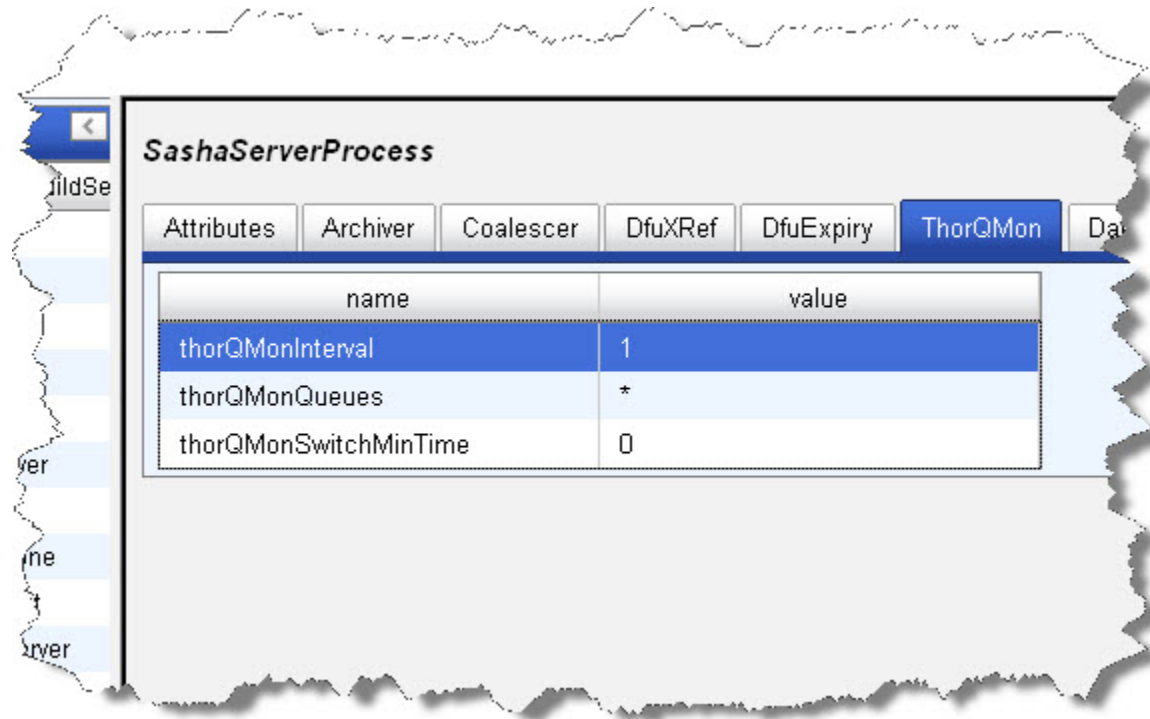 SashaServerProcess
Attributes Archiver Coalescer DfuXRef DfuExpiry ThorQMon
name value
thorQMonInterval 1
thorQMonQueues *
thorQMonSwitchMinTime 0